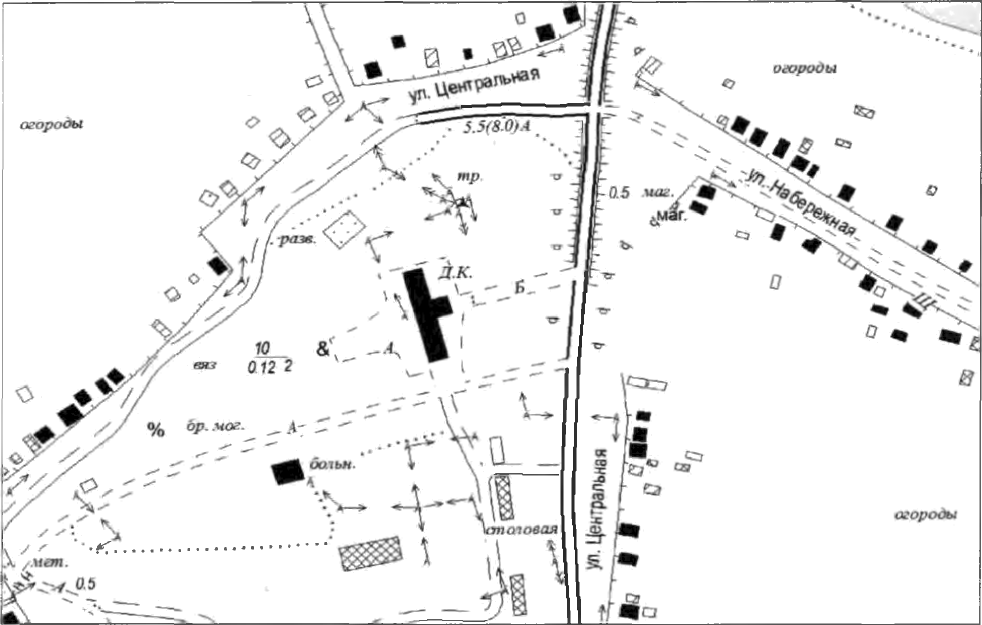 ул. Центральная
огороды
огороды
5.5(8.0)А
тр.
0.5 маг.
маг.
ул. Набережная
разв.
Д.К.
Б
вяз
10
0.12 2
&
А
% бр. мог.
А
больн.
ул. Центральная
огороды
столовая
мет.
0.5